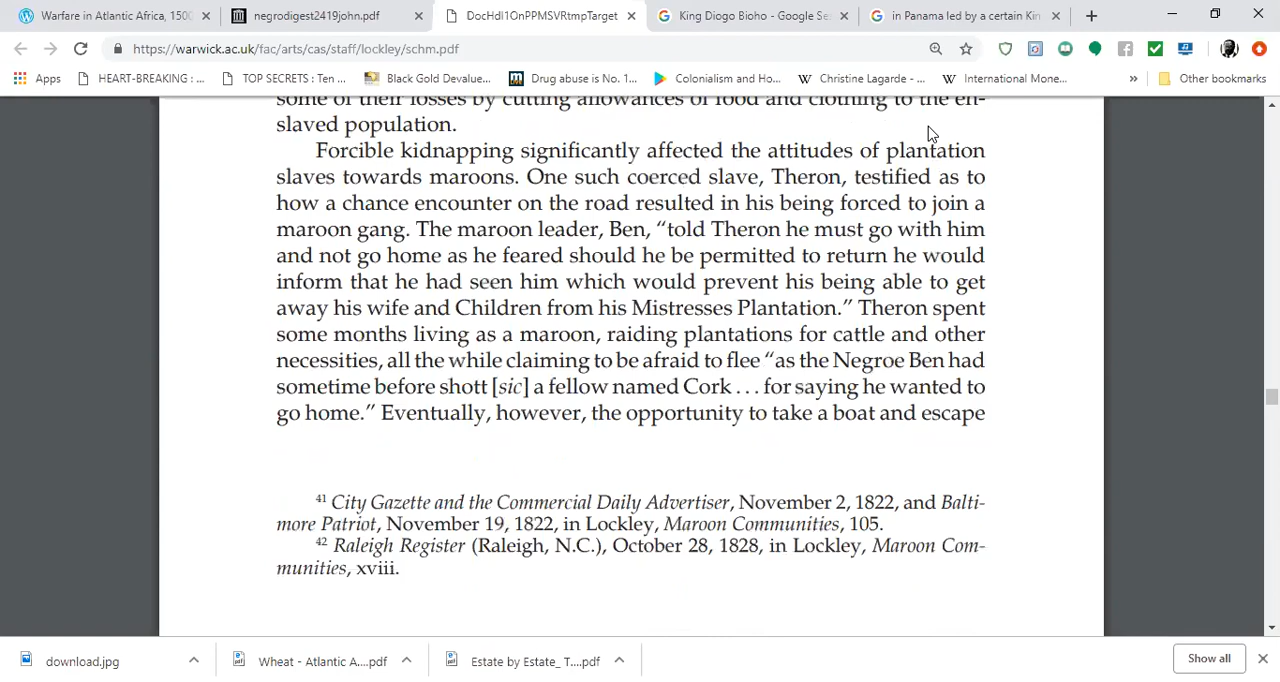 Warfare in Atlantic Africa, 1500
negrodigest2419john.pdf
DocHdl1OnPPMSVRtmpTarget
King Diogo Bioho - Google Se
in Panama led by a certain Kin
https://warwick.ac.uk/fac/arts/cas/staff/lockley/schm.pdf
Apps
HEART-BREAKING : ...
TOP SECRETS : Ten ...
Black Gold Devalue...
Drug abuse is No. 1...
Colonialism and Ho...
Christine Lagarde - ...
International Mone...
»
Other bookmarks
some of their losses by cutting allowances of food and clothing to the en-
slaved population.
Forcible kidnapping significantly affected the attitudes of plantation
slaves towards maroons. One such coerced slave, Theron, testified as to
how a chance encounter on the road resulted in his being forced to join a
maroon gang. The maroon leader, Ben, “told Theron he must go with him
and not go home as he feared should he be permitted to return he would
inform that he had seen him which would prevent his being able to get
away his wife and Children from his Mistresses Plantation.” Theron spent
some months living as a maroon, raiding plantations for cattle and other
necessities, all the while claiming to be afraid to flee “as the Negroe Ben had
sometime before shott [sic] a fellow named Cork . . . for saying he wanted to
go home.” Eventually, however, the opportunity to take a boat and escape
41 City Gazette and the Commercial Daily Advertiser, November 2, 1822, and Balti-
more Patriot, November 19, 1822, in Lockley, Maroon Communities, 105.
42 Raleigh Register (Raleigh, N.C.), October 28, 1828, in Lockley, Maroon Com-
munities, xviii.
download.jpg
Wheat - Atlantic A....pdf
Estate by Estate_ T....pdf
Show all